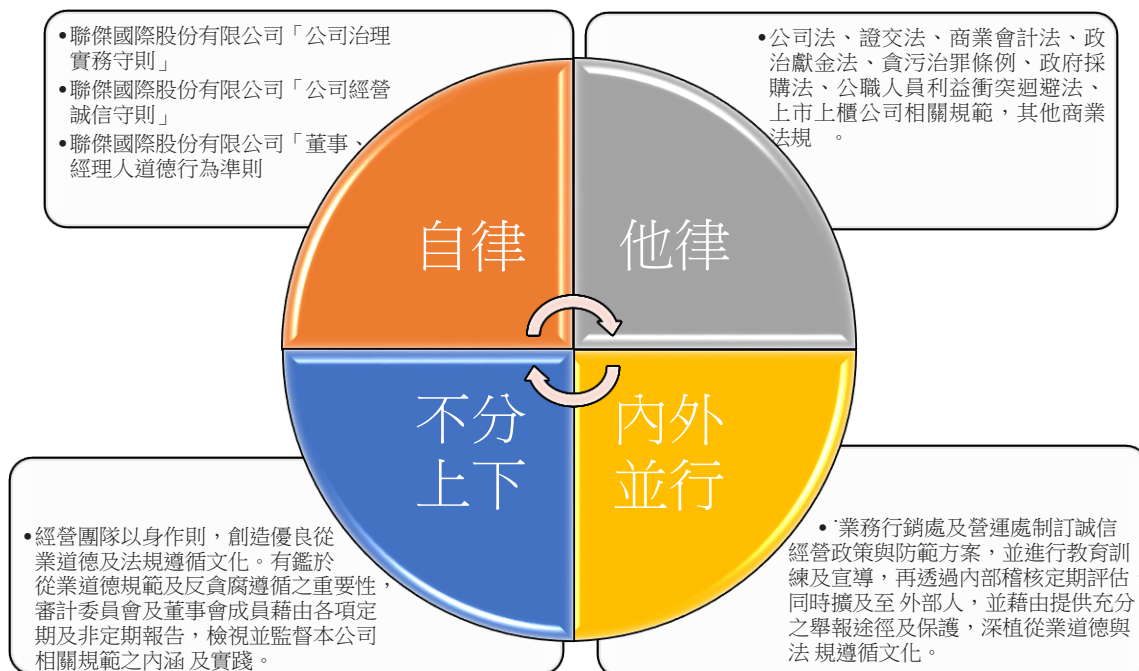 •聯傑國際股份有限公司「公司治理
實務守則」
•聯傑國際股份有限公司「公司經營
誠信守則」
•聯傑國際股份有限公司「董事、
經理人道德行為準則
•公司法、證交法、商業會計法、政
治獻金法、貪污治罪條例、政府採
購法、公職人員利益衝突迴避法、
上市上櫃公司相關規範，其他商業
法規 。
自律
他律
不分
上下
內外
並行
•經營團隊以身作則，創造優良從
業道德及法規遵循文化。有鑑於
從業道德規範及反貪腐遵循之重要性，
審計委員會及董事會成員藉由各項定
期及非定期報告，檢視並監督本公司
相關規範之內涵 及實踐。
•業務行銷處及營運處制訂誠信
經營政策與防範方案，並進行教育訓
練及宣導，再透過內部稽核定期評估
同時擴及至 外部人，並藉由提供充分
之舉報途徑及保護，深植從業道德與
法 規遵循文化。